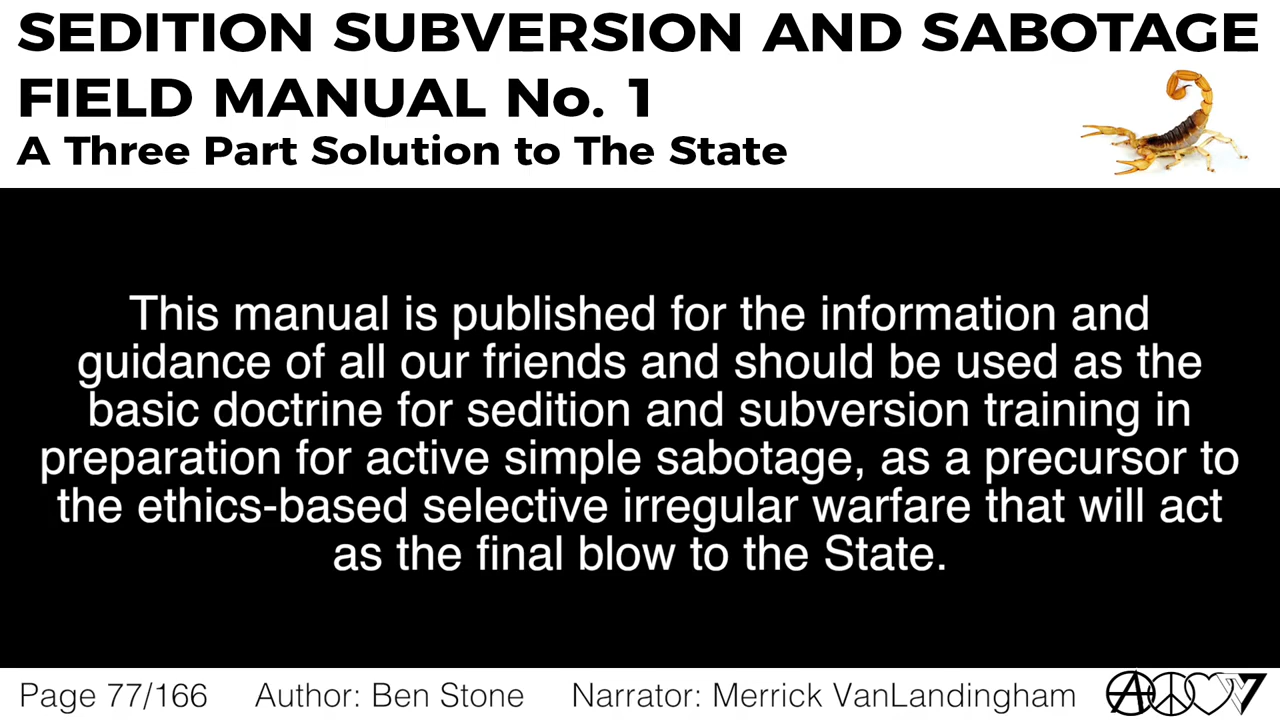 SEDITION SUBVERSION AND SABOTAGE
FIELD MANUAL No. 1
A Three Part Solution to The State
This manual is published for the information and
guidance of all our friends and should be used as the
basic doctrine for sedition and subversion training in
preparation for active simple sabotage, as a precursor to
the ethics-based selective irregular warfare that will act
as the final blow to the State.
Page 77/166 Author: Ben Stone Narrator: Merrick VanLandingham